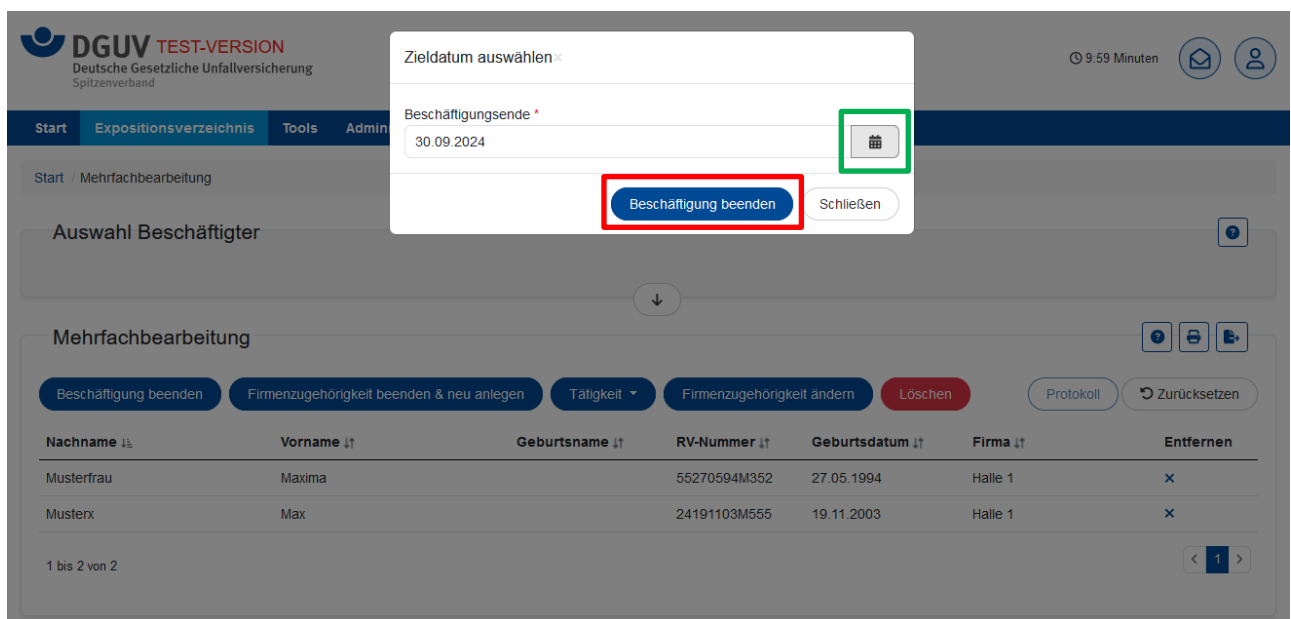 DGUV TEST-VERSION
Deutsche Gesetzliche Unfallversicherung
Spitzenverband
9:59 Minuten
Zieldatum auswählen×
Beschäftigungsende *
30.09.2024
Beschäftigung beenden Schließen
Start Expositionsverzeichnis Tools Admini
Start / Mehrfachbearbeitung
Auswahl Beschäftigter
Mehrfachbearbeitung
Beschäftigung beenden Firmenzugehörigkeit beenden & neu anlegen Tätigkeit Firmenzugehörigkeit ändern Löschen Protokoll Zurücksetzen
Nachname Vorname Geburtsname RV-Nummer Geburtsdatum Firma Entfernen
Musterfrau Maxima 55270594M352 27.05.1994 Halle 1 ×
Musterx Max 24191103M555 19.11.2003 Halle 1 ×
1 bis 2 von 2 < 1 >